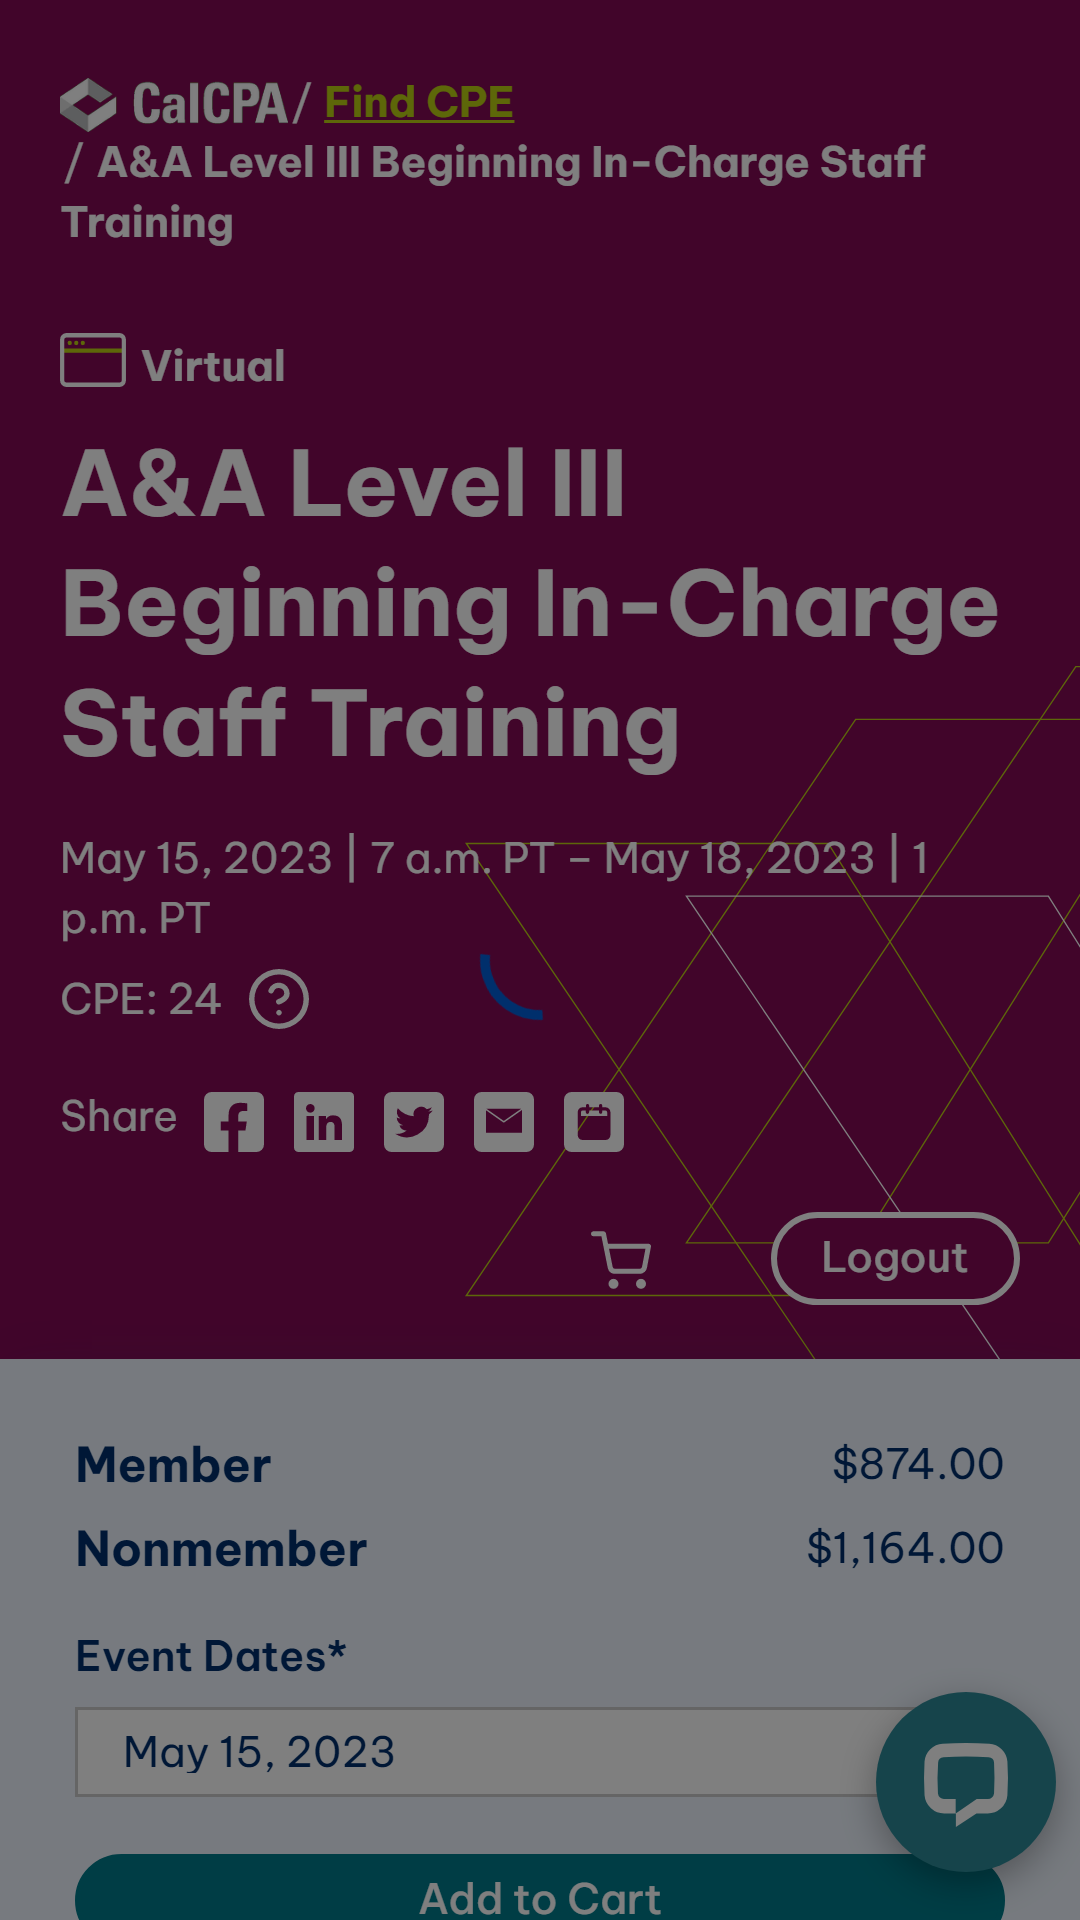 CalCPA / Find CPE
/ A&A Level III Beginning In-Charge Staff
Training
Virtual
A&A Level III
Beginning In-Charge
Staff Training
May 15, 2023 | 7 a.m. PT – May 18, 2023 | 1
p.m. PT
CPE: 24 ?
Share
Logout
Member $874.00
Nonmember $1,164.00
Event Dates*
May 15, 2023
Add to Cart